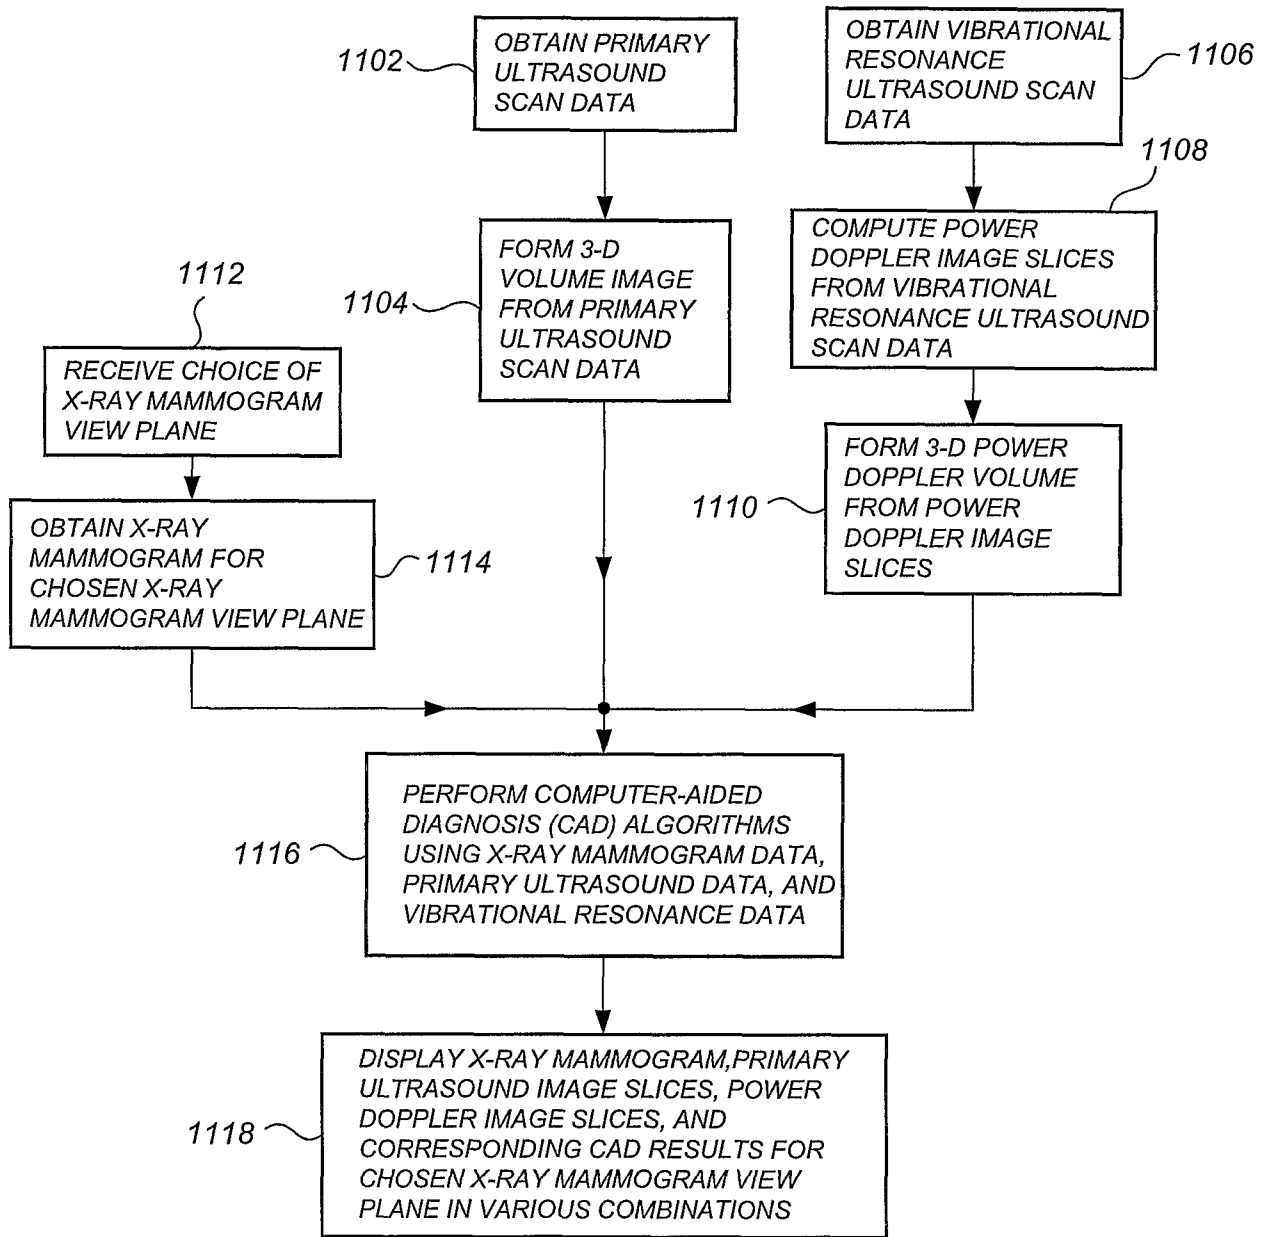 1102
OBTAIN PRIMARY
ULTRASOUND
SCAN DATA
OBTAIN VIBRATIONAL
RESONANCE
ULTRASOUND SCAN
DATA
1106
1108
1104
FORM 3-D
VOLUME IMAGE
FROM PRIMARY
ULTRASOUND
SCAN DATA
COMPUTE POWER
DOPPLER IMAGE SLICES
FROM VIBRATIONAL
RESONANCE ULTRASOUND
SCAN DATA
1112
RECEIVE CHOICE OF
X-RAY MAMMOGRAM
VIEW PLANE
1110
FORM 3-D POWER
DOPPLER VOLUME
FROM POWER
DOPPLER IMAGE
SLICES
OBTAIN X-RAY
MAMMOGRAM FOR
CHOSEN X-RAY
MAMMOGRAM VIEW PLANE
1114
1116
PERFORM COMPUTER-AIDED
DIAGNOSIS (CAD) ALGORITHMS
USING X-RAY MAMMOGRAM DATA,
PRIMARY ULTRASOUND DATA, AND
VIBRATIONAL RESONANCE DATA
1118
DISPLAY X-RAY MAMMOGRAM,PRIMARY
ULTRASOUND IMAGE SLICES, POWER
DOPPLER IMAGE SLICES, AND
CORRESPONDING CAD RESULTS FOR
CHOSEN X-RAY MAMMOGRAM VIEW
PLANE IN VARIOUS COMBINATIONS